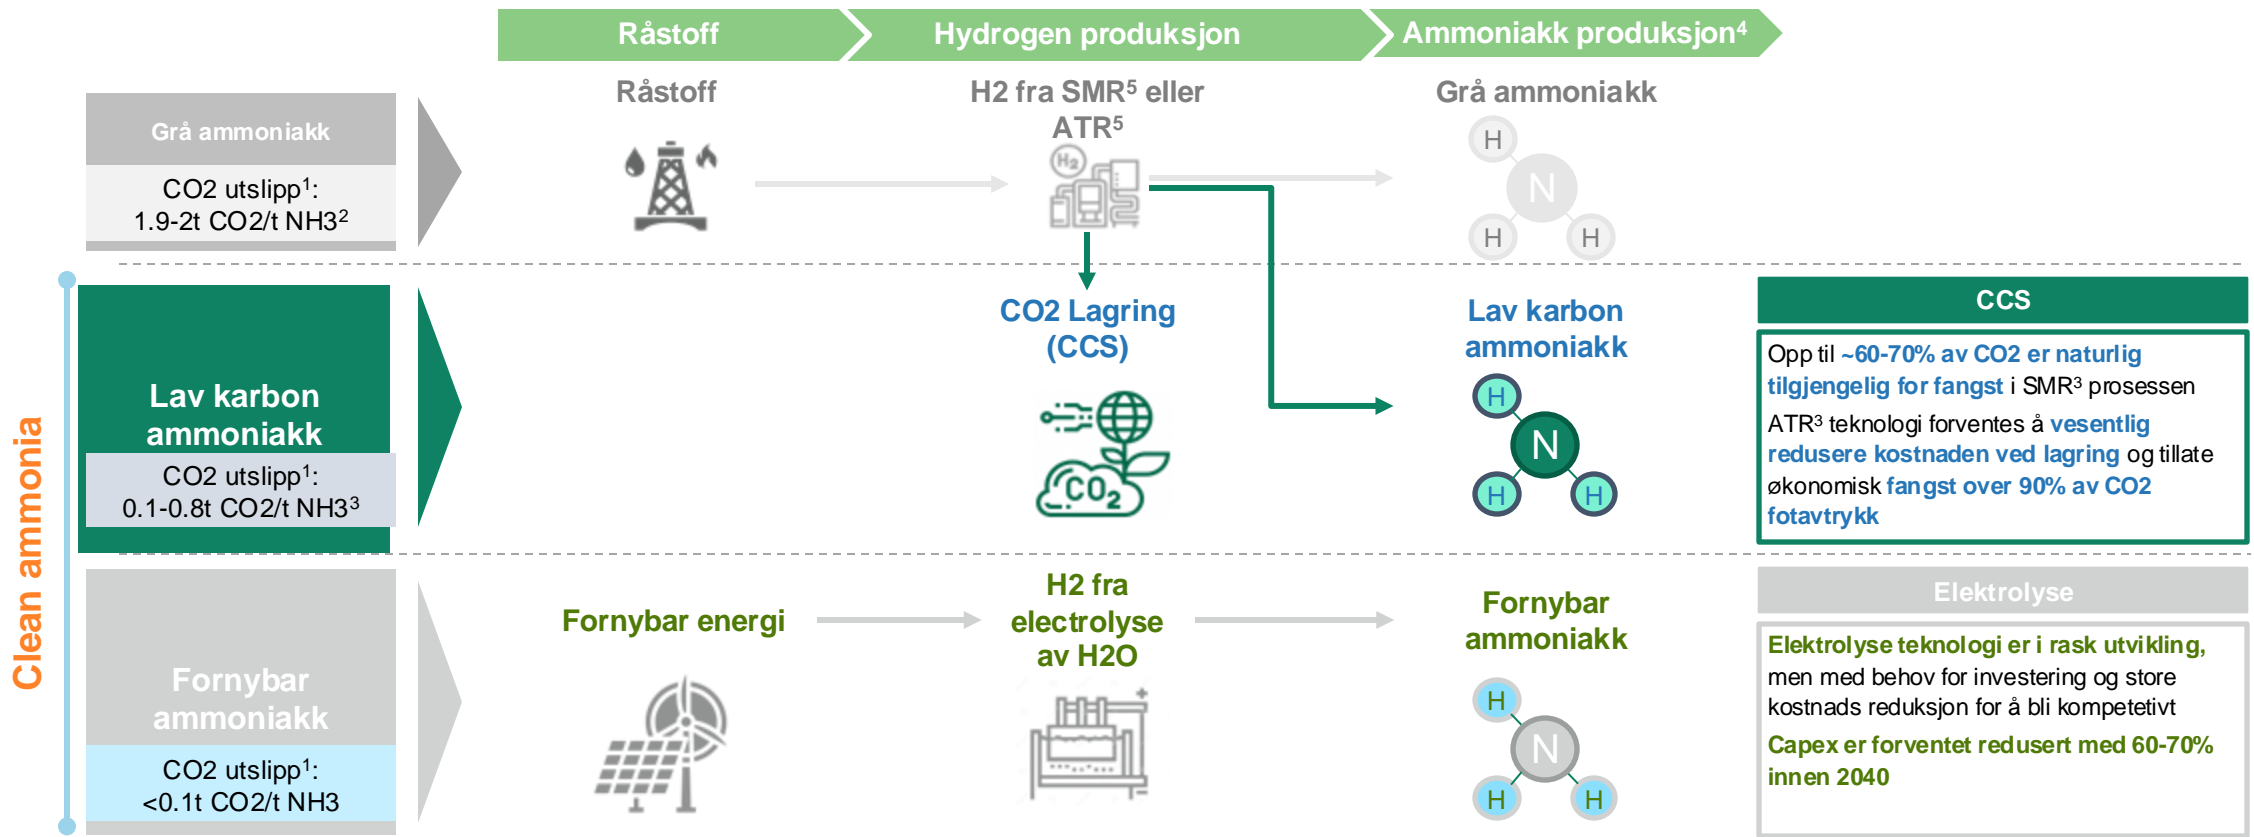 Råstoff
Hydrogen produksjon
Ammoniakk produksjon⁴
Grå ammoniakk
CO2 utslipp¹:
1.9-2t CO2/t NH3²
Råstoff
H2 fra SMR⁵ eller
ATR⁵
H₂
Grå ammoniakk
H
N
H
H
Clean ammonia
Lav karbon
ammoniakk
CO2 utslipp¹:
0.1-0.8t CO2/t NH3³
CO2 Lagring
(CCS)
CO₂
Lav karbon
ammoniakk
H
N
H
H
CCS
Opp til ~60-70% av CO2 er naturlig
tilgjengelig for fangst i SMR³ prosessen
ATR³ teknologi forventes å vesentlig
redusere kostnaden ved lagring og tillate
økonomisk fangst over 90% av CO2
fotavtrykk
Fornybar
ammoniakk
CO2 utslipp¹:
<0.1t CO2/t NH3
Fornybar energi
H2 fra
electrolyse
av H2O
Fornybar
ammoniakk
H
N
H
H
Elektrolyse
Elektrolyse teknologi er i rask utvikling,
men med behov for investering og store
kostnads reduksjon for å bli kompetetivt
Capex er forventet redusert med 60-70%
innen 2040